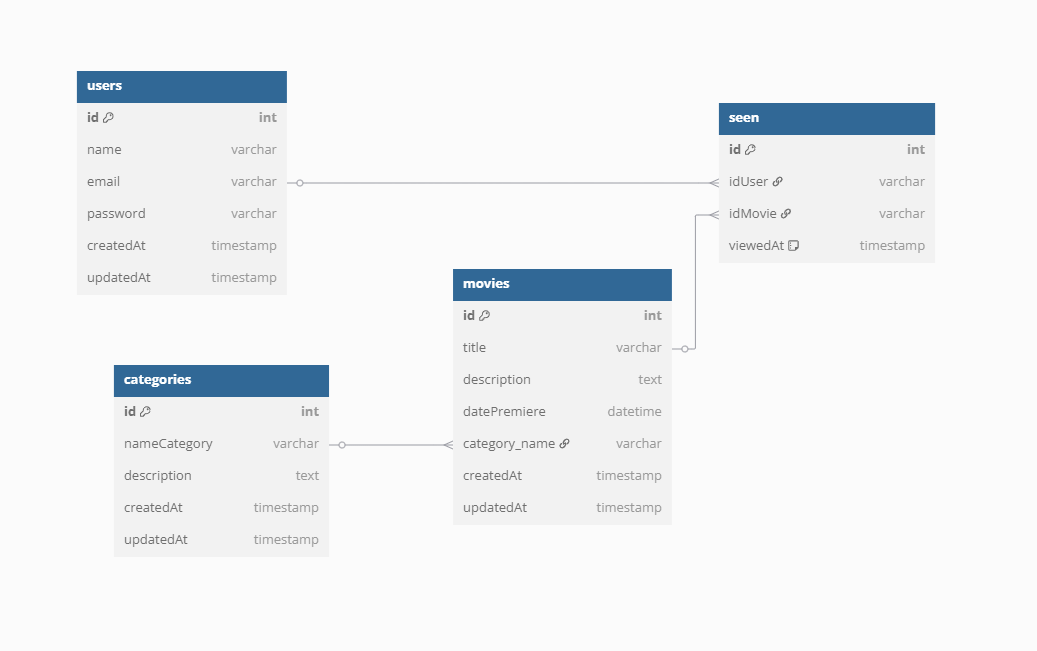 users
id int
name varchar
email varchar
password varchar
createdAt timestamp
updatedAt timestamp
seen
id int
idUser varchar
idMovie varchar
viewedAt timestamp
movies
id int
title varchar
description text
datePremiere datetime
category_name varchar
createdAt timestamp
updatedAt timestamp
categories
id int
nameCategory varchar
description text
createdAt timestamp
updatedAt timestamp